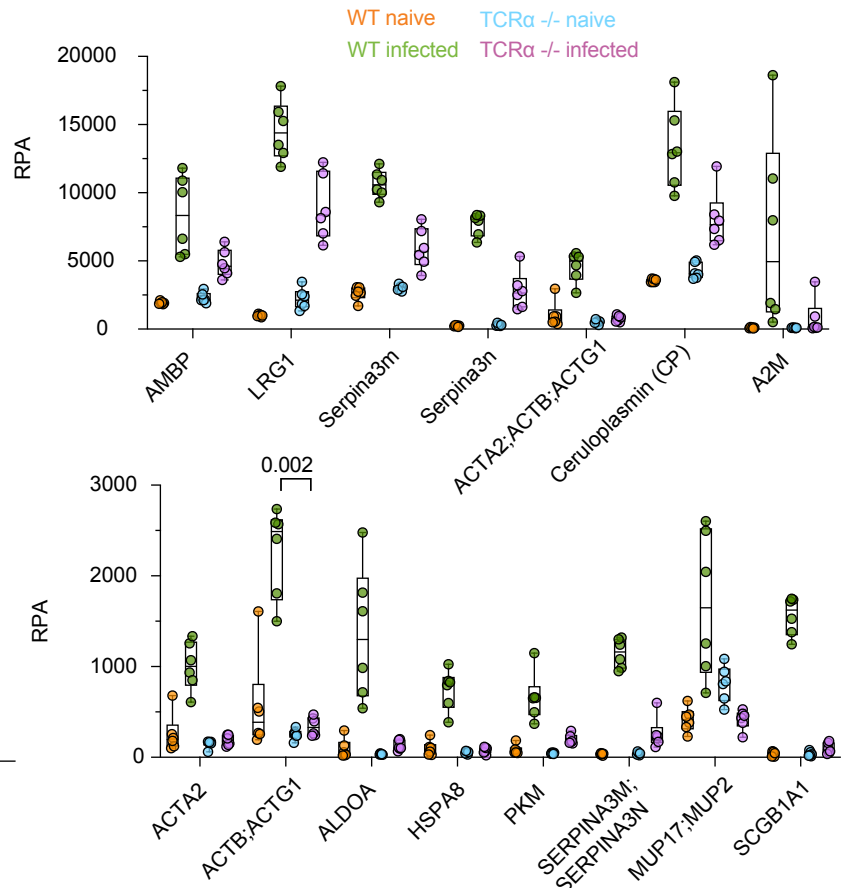 WT naive TCRα -/- naive
WT infected TCRα -/- infected
20000
15000
10000
5000
0
RPA
AMBP
LRG1
Serpina3m
Serpina3n
ACTA2;ACTB;ACTG1
Ceruloplasmin (CP)
A2M
0.002
3000
2000
1000
0
RPA
ACTA2
ACTB;ACTG1
ALDOA
HSPA8
PKM
SERPINA3M;
SERPINA3N
MUP17;MUP2
SCGB1A1